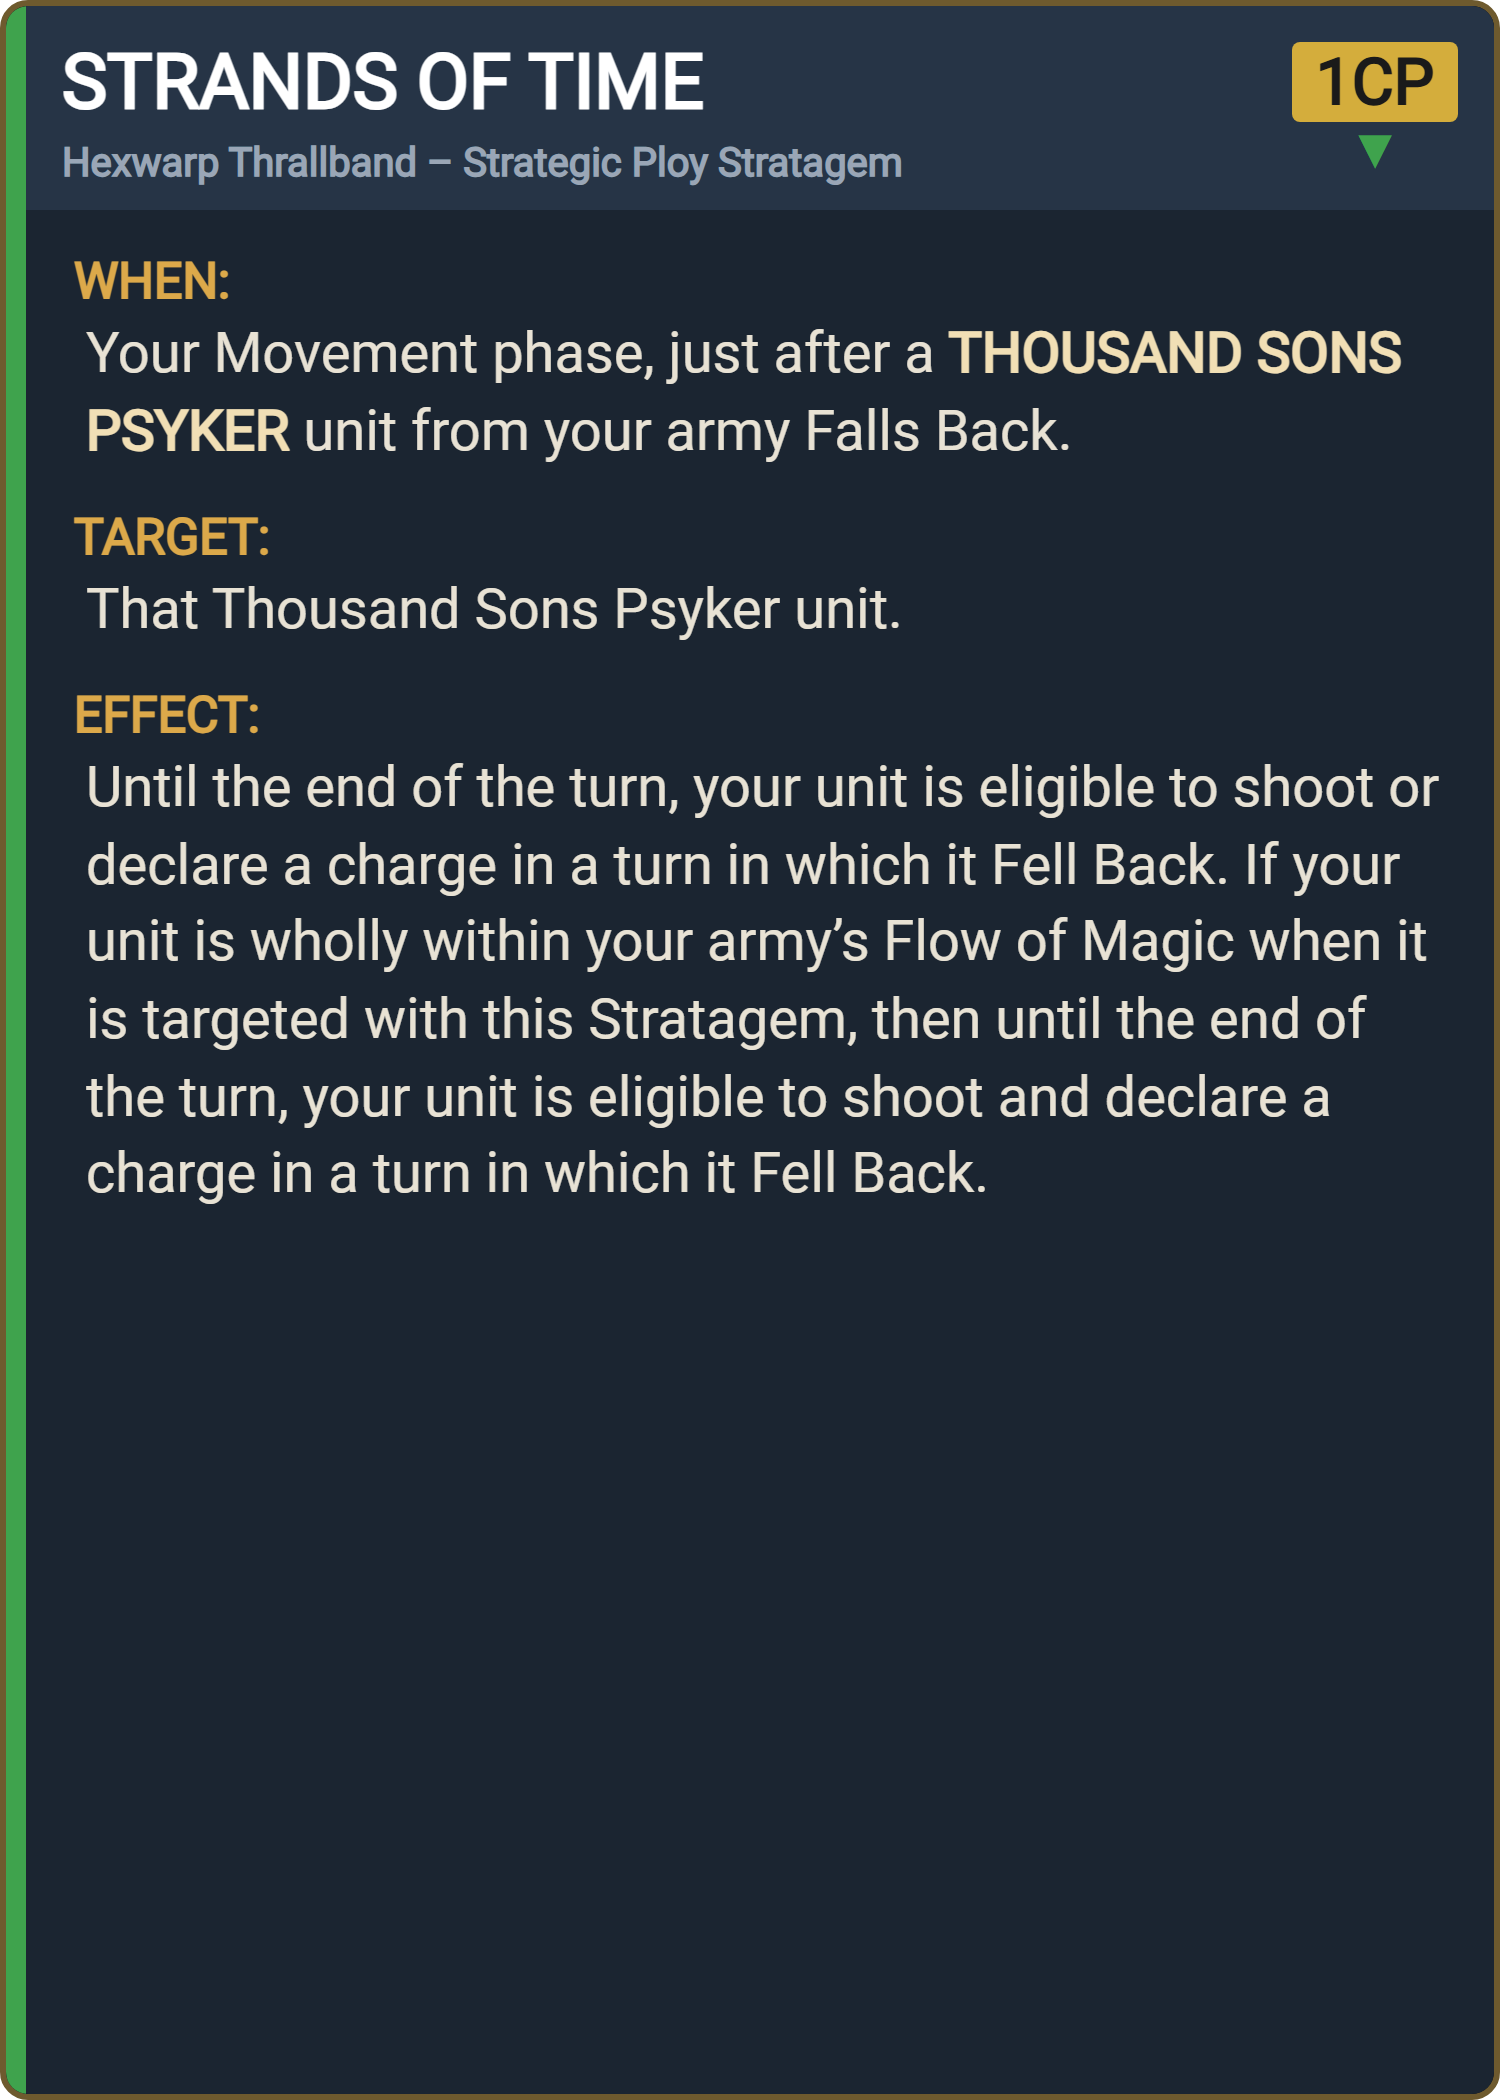 STRANDS OF TIME
1CP
Hexwarp Thrallband – Strategic Ploy Stratagem
WHEN:
Your Movement phase, just after a THOUSAND SONS
PSYKER unit from your army Falls Back.
TARGET:
That Thousand Sons Psyker unit.
EFFECT:
Until the end of the turn, your unit is eligible to shoot or
declare a charge in a turn in which it Fell Back. If your
unit is wholly within your army’s Flow of Magic when it
is targeted with this Stratagem, then until the end of
the turn, your unit is eligible to shoot and declare a
charge in a turn in which it Fell Back.